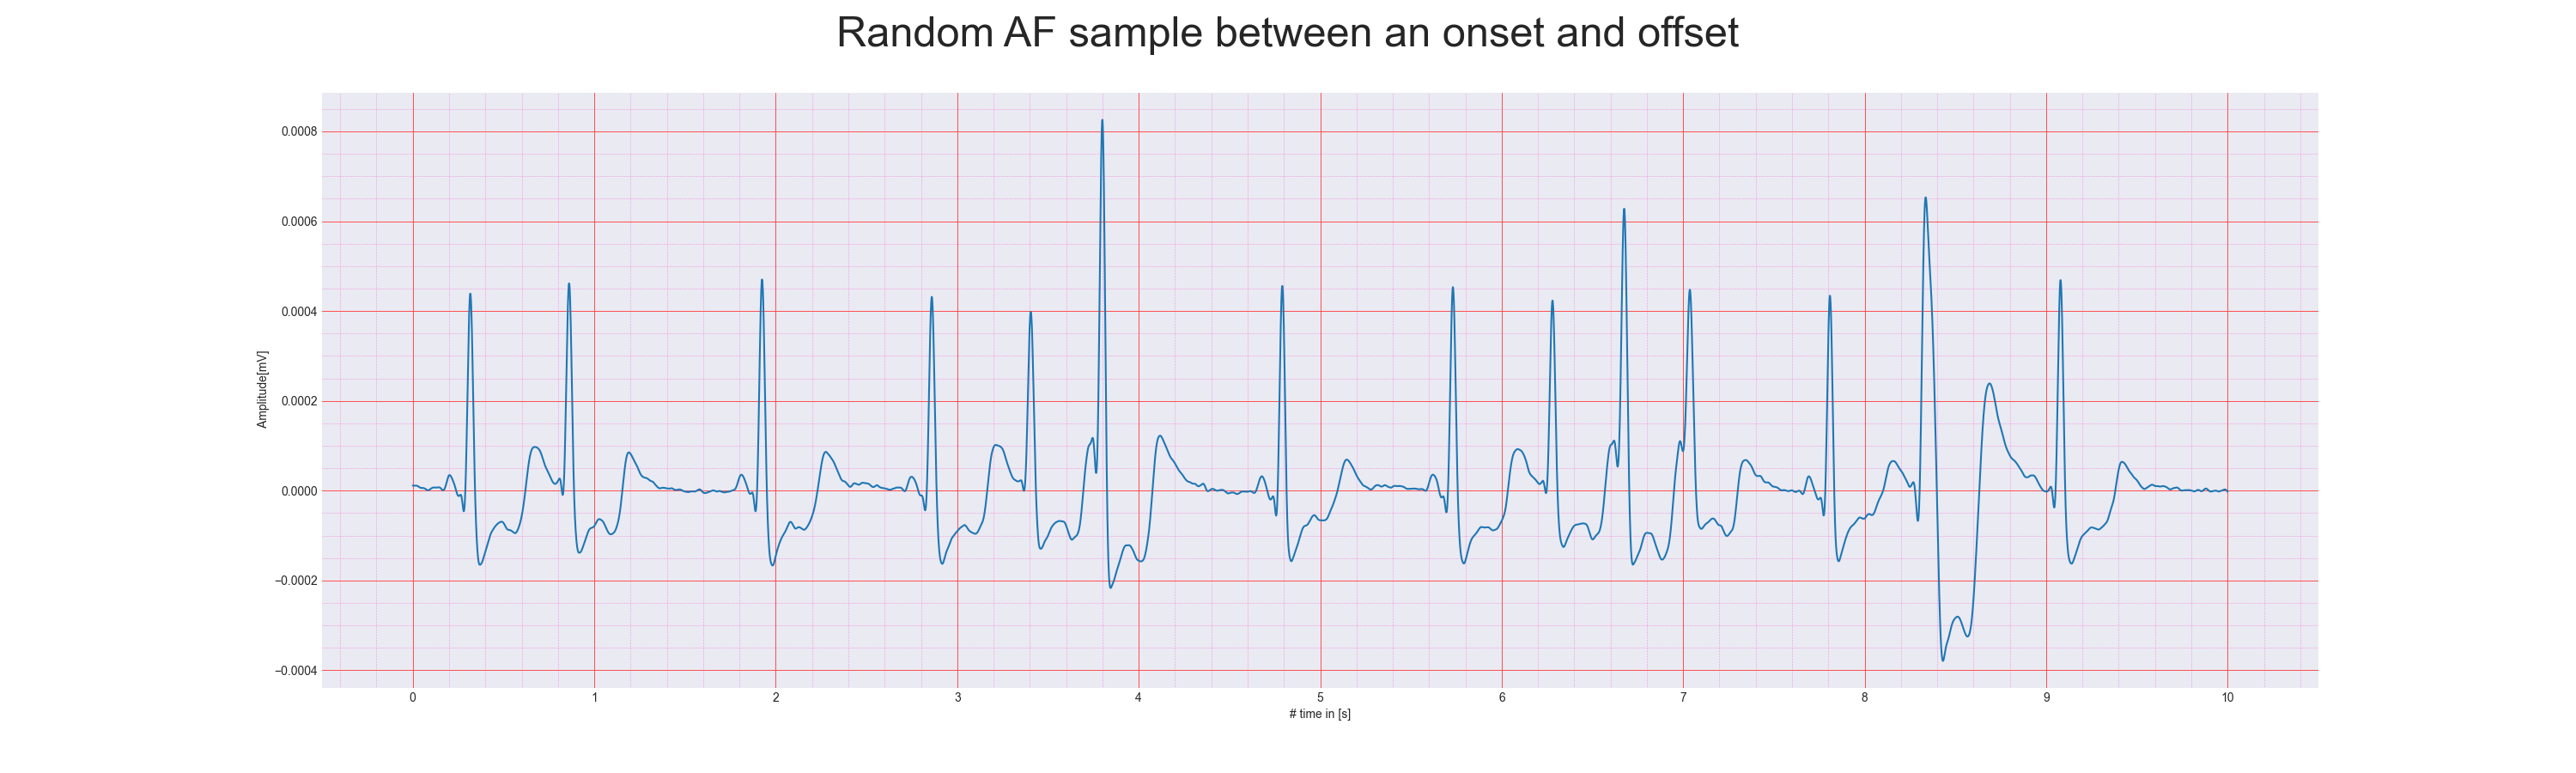 Random AF sample between an onset and offset
0.0008
0.0006
0.0004
0.0002
0.0000
−0.0002
−0.0004
Amplitude[mV]
0 1 2 3 4 5 6 7 8 9 10
# time in [s]